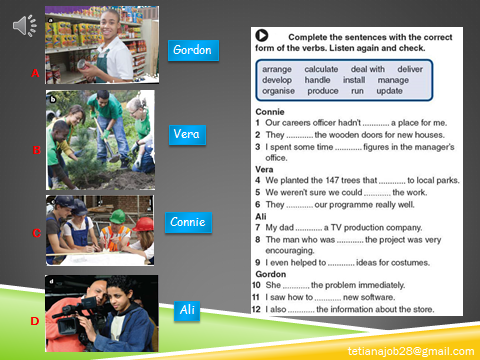 a
A
Gordon
b
B
Vera
c
C
Connie
d
D
Ali
Complete the sentences with the correct
form of the verbs. Listen again and check.
arrange calculate deal with deliver
develop handle install manage
organise produce run update
Connie
1 Our careers officer hadn't ............ a place for me.
2 They ............ the wooden doors for new houses.
3 I spent some time ............ figures in the manager's
office.
Vera
4 We planted the 147 trees that ............ to local parks.
5 We weren't sure we could ............ the work.
6 They ............ our programme really well.
Ali
7 My dad ............ a TV production company.
8 The man who was ............ the project was very
encouraging.
9 I even helped to ............ ideas for costumes.
Gordon
10 She ............ the problem immediately.
11 I saw how to ............ new software.
12 I also ............ the information about the store.
tetianajob28@gmail.com